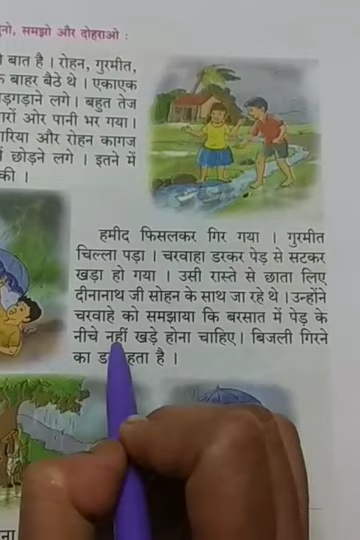 सुनो, समझो और दोहराओ :
बात है । रोहन, गुरमीत,
बाहर बैठे थे । एकाएक
लगे । बहुत तेज
ओर पानी भर गया ।
और रोहन कागज
छोड़ने लगे । इतने में
की ।
हमीद फिसलकर गिर गया । गुरमीत
चिल्ला पड़ा । चरवाहा डरकर पेड़ से सटकर
खड़ा हो गया । उसी रास्ते से छाता लिए
दीनानाथ जी सोहन के साथ जा रहे थे । उन्होंने
चरवाहे को समझाया कि बरसात में पेड़ के
नीचे नहीं खड़े होना चाहिए । बिजली गिरने
का है ।